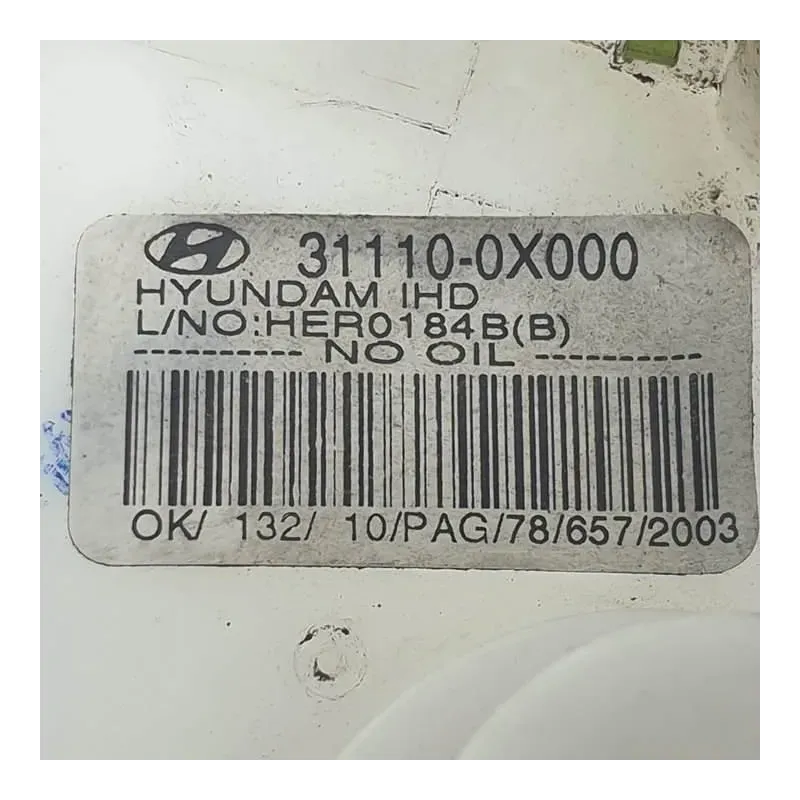 31110-0X000
HYUNDAM IHD
L/NO:HER0184B(B)
---------- NO OIL ----------
OK/ 132/ 10/PAG/78/657/2003